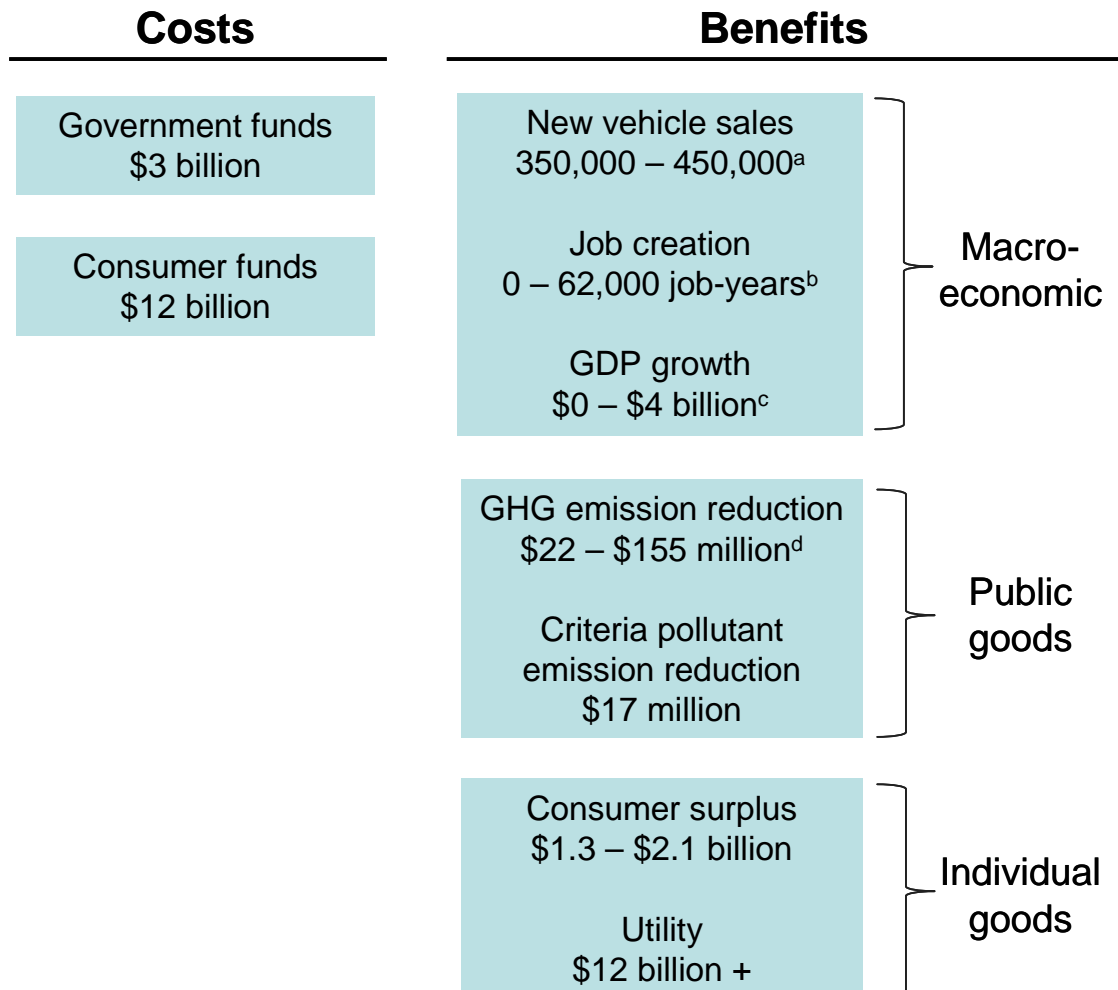 Costs
Benefits
Government funds
$3 billion
Consumer funds
$12 billion
New vehicle sales
350,000 – 450,000ᵃ
Job creation
0 – 62,000 job-yearsᵇ
GDP growth
$0 – $4 billionᶜ
Macro-
economic
GHG emission reduction
$22 – $155 millionᵈ
Criteria pollutant
emission reduction
$17 million
Public
goods
Consumer surplus
$1.3 – $2.1 billion
Utility
$12 billion +
Individual
goods